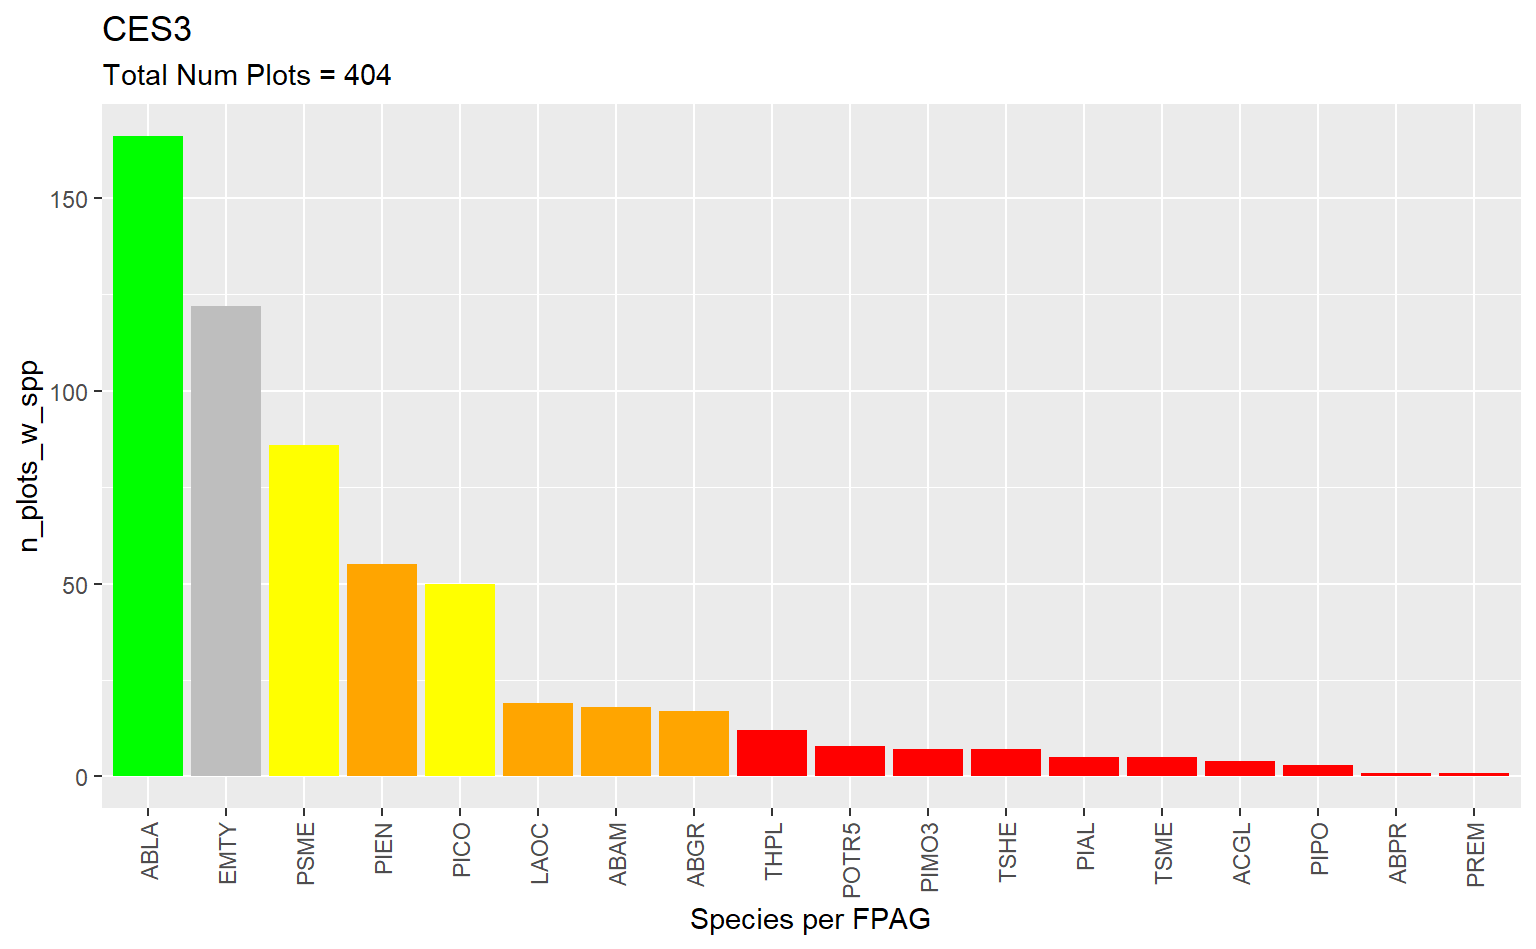 CES3
Total Num Plots = 404
n_plots_w_spp
150
100
50
0
ABLA
EMTY
PSME
PIEN
PICO
LAOC
ABAM
ABGR
THPL
POTR5
PIMO3
TSHE
PIAL
TSME
ACGL
PIPO
ABPR
PREM
Species per FPAG